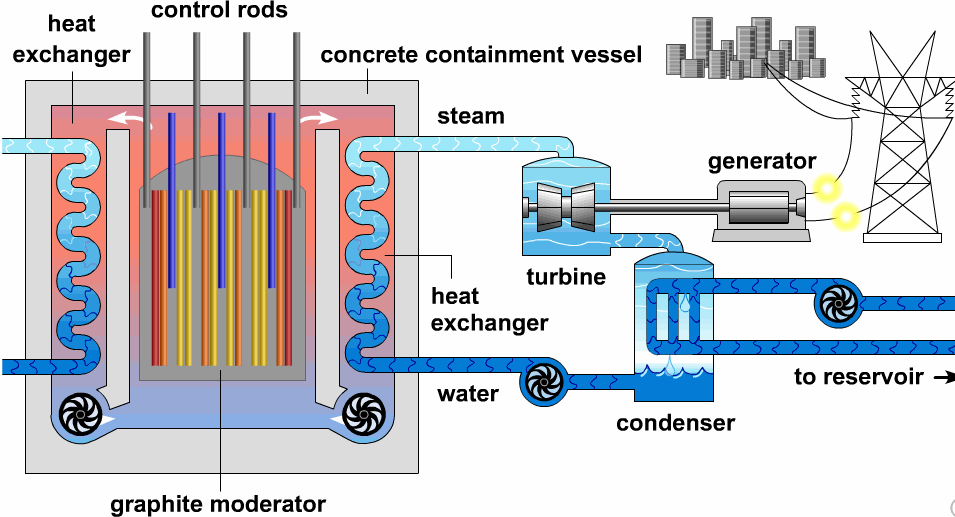 control rods
heat
exchanger
concrete containment vessel
steam
generator
turbine
heat
exchanger
to reservoir
water
condenser
graphite moderator